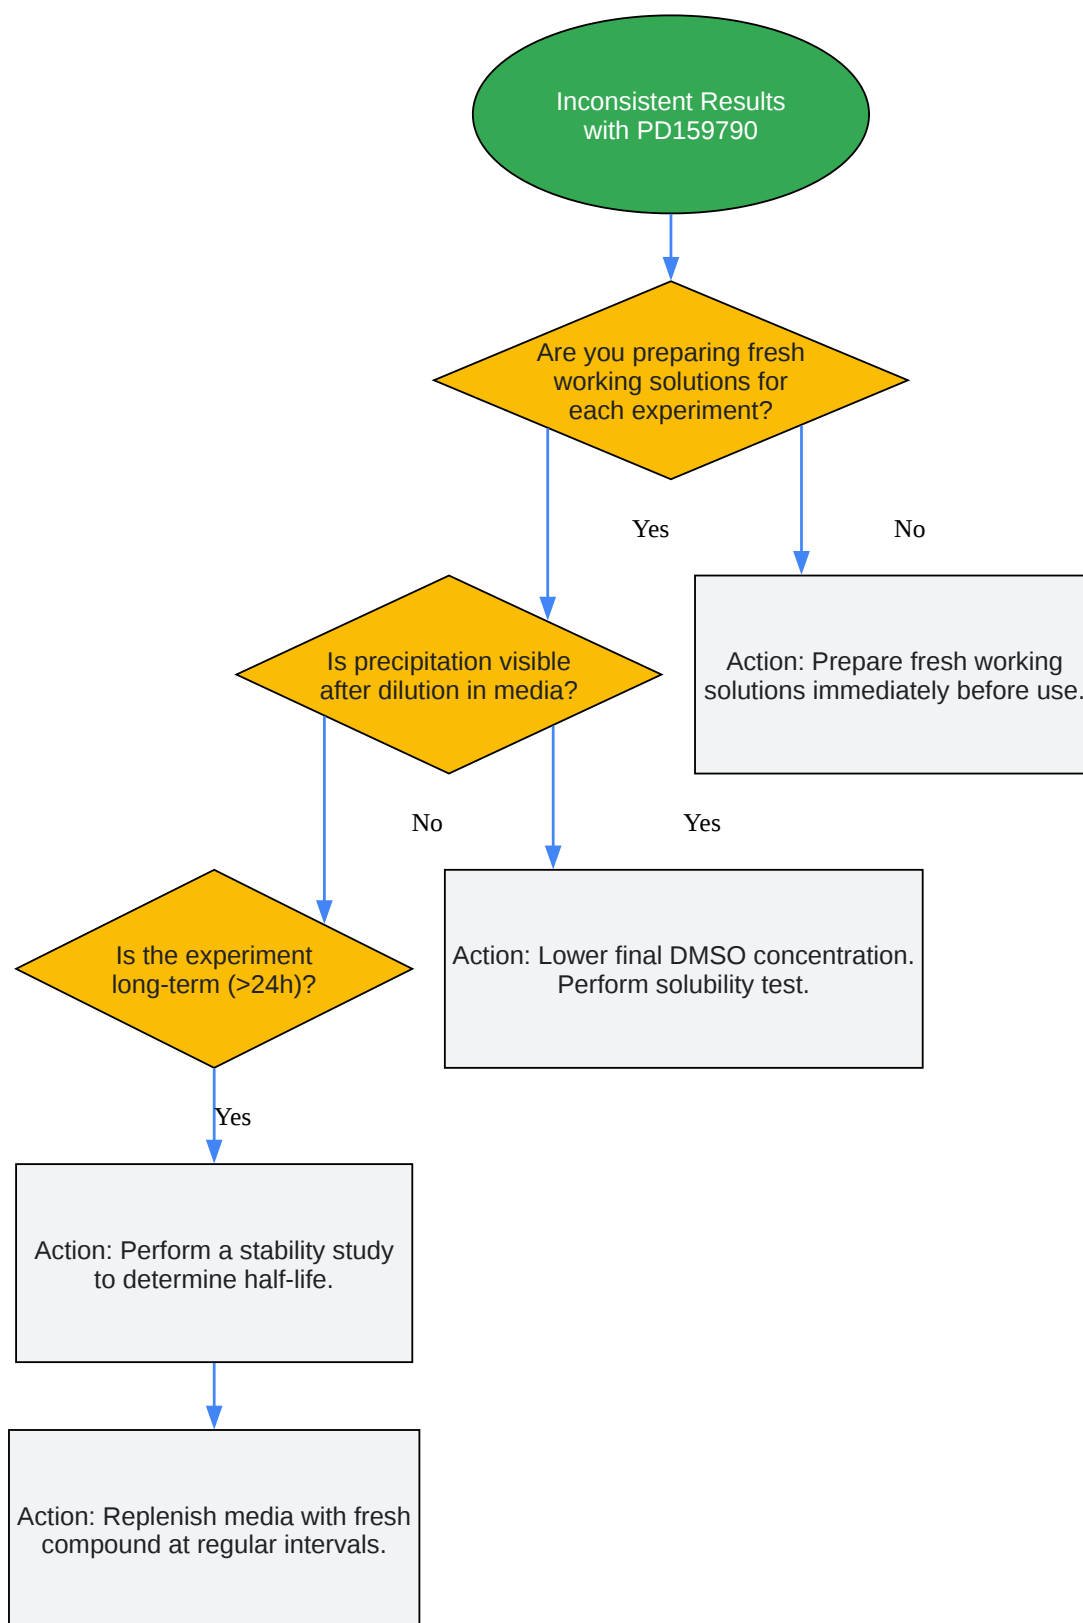 Inconsistent Results
with PD159790
Are you preparing fresh
working solutions for
each experiment?
Yes
No
Is precipitation visible
after dilution in media?
Action: Prepare fresh working
solutions immediately before use.
No
Yes
Is the experiment
long-term (>24h)?
Action: Lower final DMSO concentration.
Perform solubility test.
Yes
Action: Perform a stability study
to determine half-life.
Action: Replenish media with fresh
compound at regular intervals.